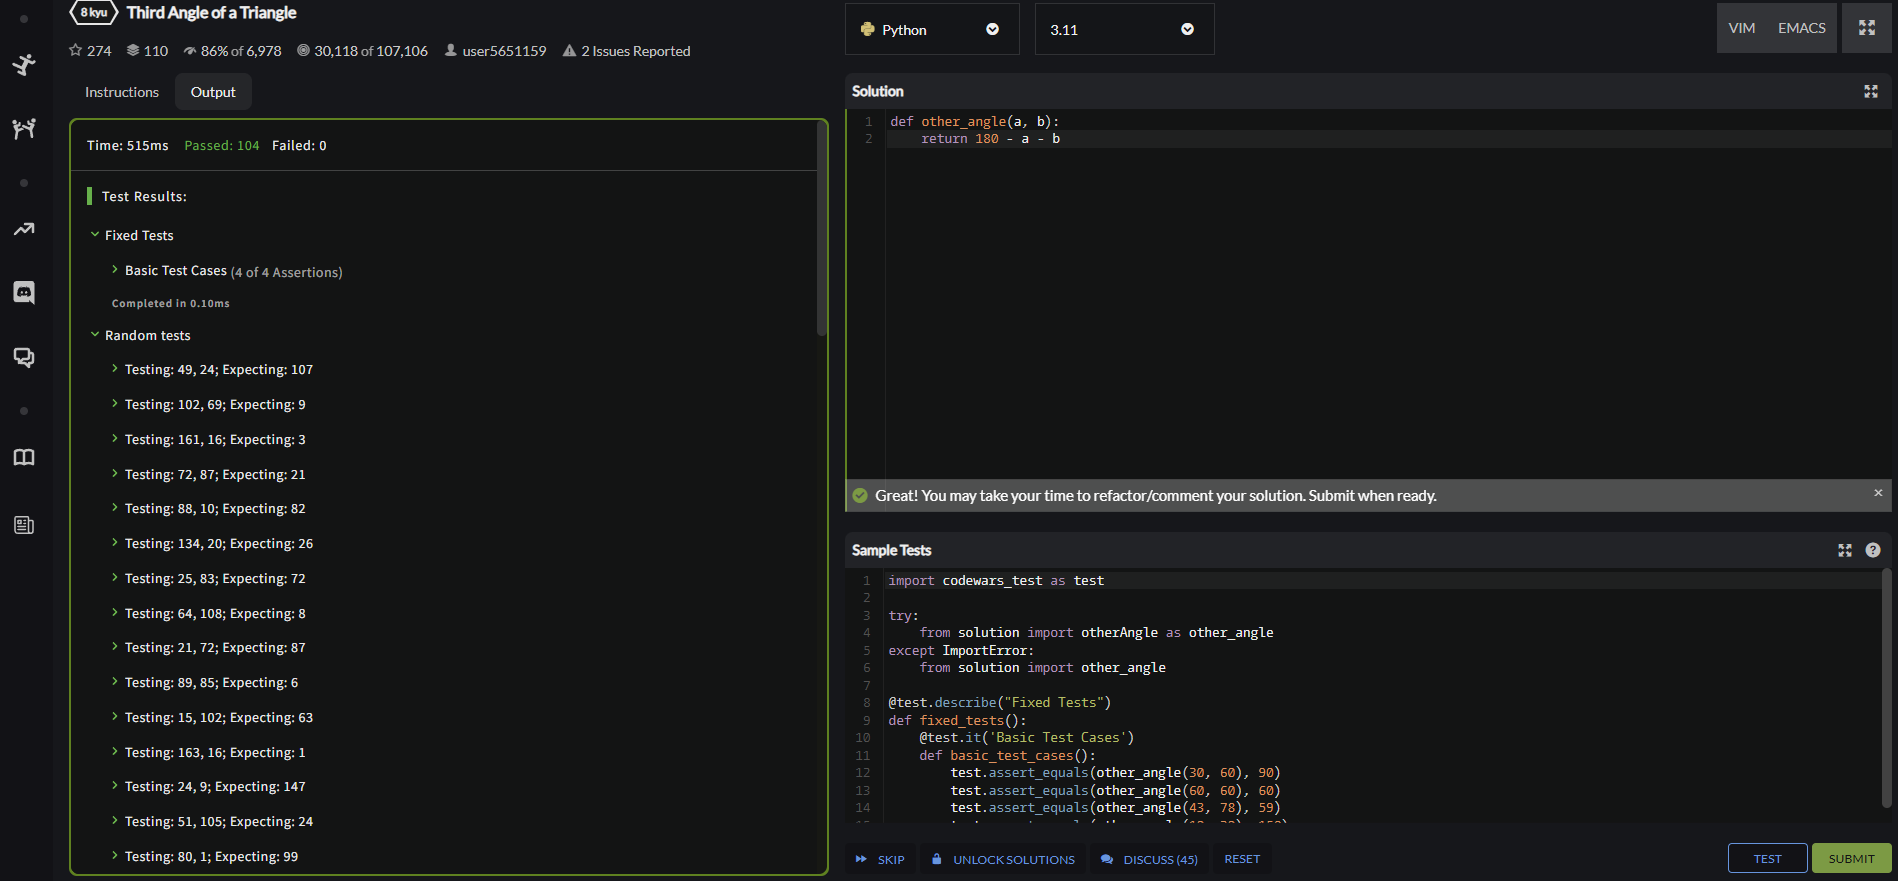 8 kyu Third Angle of a Triangle
274 110 86% of 6,978 30,118 of 107,106 user5651159 2 Issues Reported
Instructions Output
Time: 515ms Passed: 104 Failed: 0
Test Results:
Fixed Tests
Basic Test Cases (4 of 4 Assertions)
Completed in 0.10ms
Random tests
Testing: 49, 24; Expecting: 107
Testing: 102, 69; Expecting: 9
Testing: 161, 16; Expecting: 3
Testing: 72, 87; Expecting: 21
Testing: 88, 10; Expecting: 82
Testing: 134, 20; Expecting: 26
Testing: 25, 83; Expecting: 72
Testing: 64, 108; Expecting: 8
Testing: 21, 72; Expecting: 87
Testing: 89, 85; Expecting: 6
Testing: 15, 102; Expecting: 63
Testing: 163, 16; Expecting: 1
Testing: 24, 9; Expecting: 147
Testing: 51, 105; Expecting: 24
Testing: 80, 1; Expecting: 99
Python 3.11 VIM EMACS
Solution
1 def other_angle(a, b):
2 return 180 - a - b
Great! You may take your time to refactor/comment your solution. Submit when ready.
Sample Tests
1 import codewars_test as test
2
3 try:
4 from solution import otherAngle as other_angle
5 except ImportError:
6 from solution import other_angle
7
8 @test.describe("Fixed Tests")
9 def fixed_tests():
10 @test.it('Basic Test Cases')
11 def basic_test_cases():
12 test.assert_equals(other_angle(30, 60), 90)
13 test.assert_equals(other_angle(60, 60), 60)
14 test.assert_equals(other_angle(43, 78), 59)
SKIP UNLOCK SOLUTIONS DISCUSS (45) RESET TEST SUBMIT